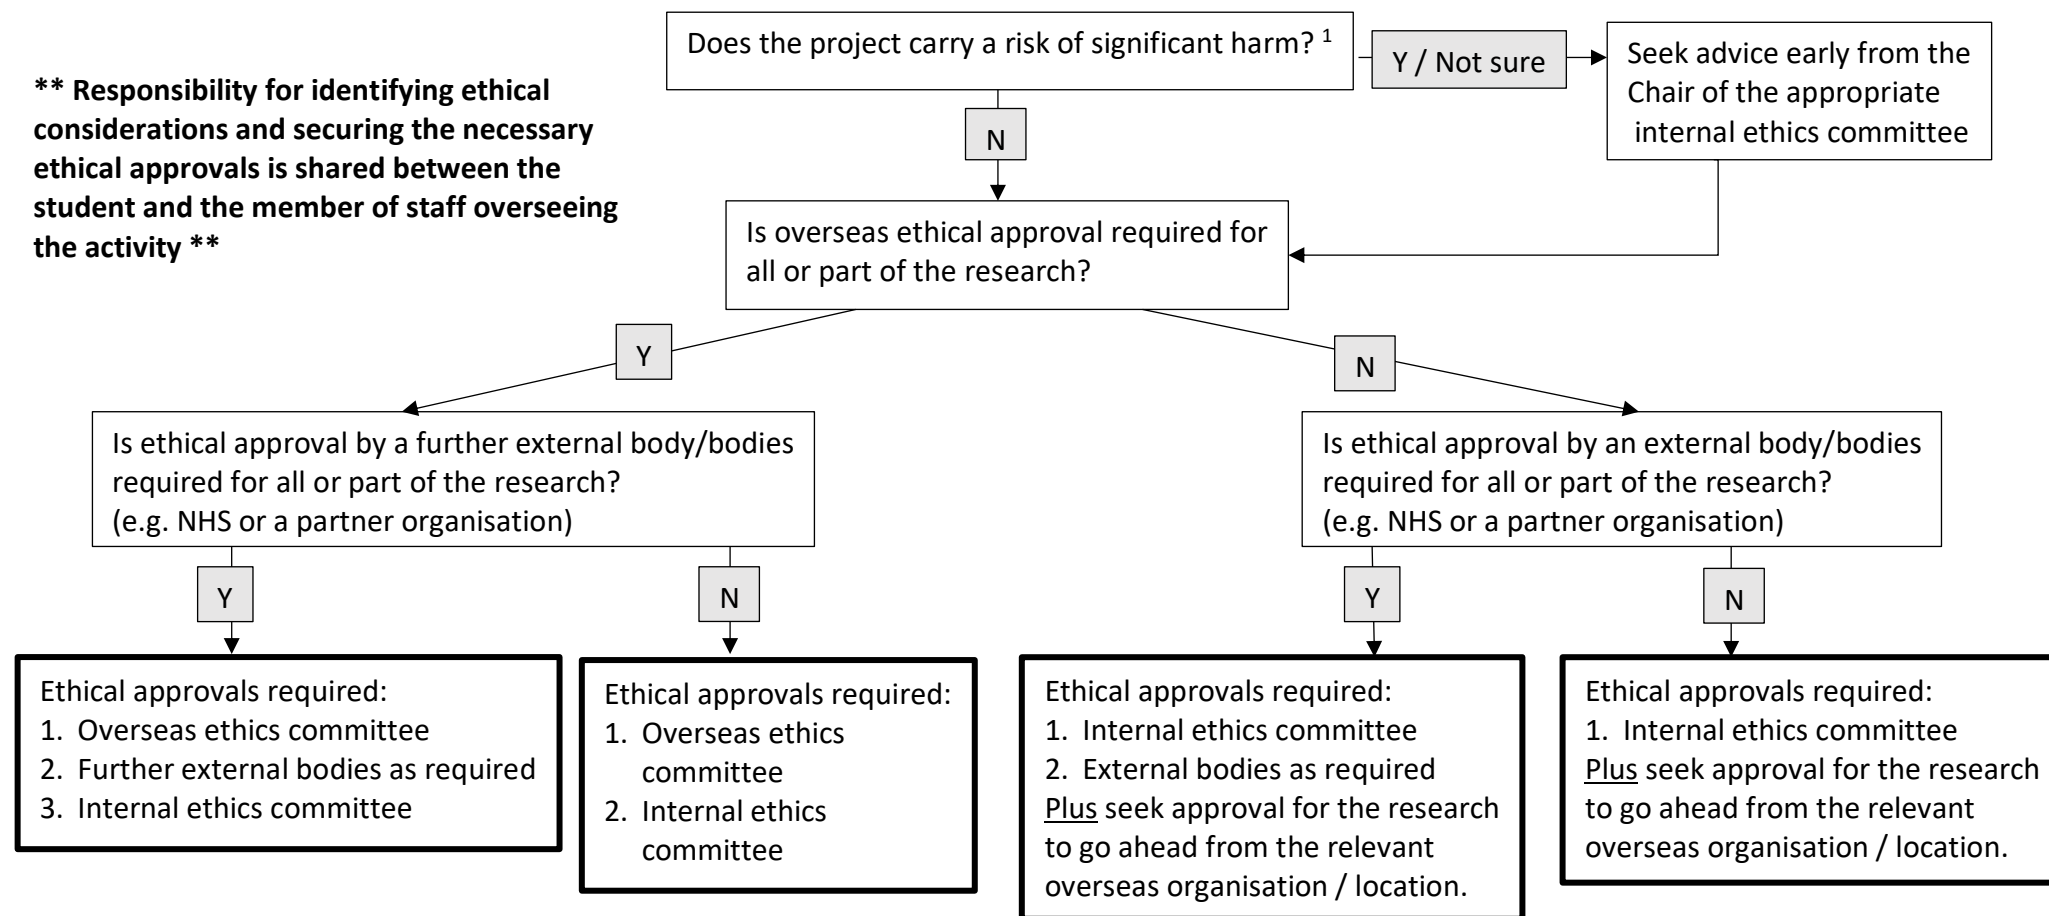 Does the project carry a risk of significant harm? 1
Y / Not sure
Seek advice early from the
Chair of the appropriate
internal ethics committee
** Responsibility for identifying ethical
considerations and securing the necessary
ethical approvals is shared between the
student and the member of staff overseeing
the activity **
N
Is overseas ethical approval required for
all or part of the research?
Y
N
Is ethical approval by a further external body/bodies
required for all or part of the research?
(e.g. NHS or a partner organisation)
Is ethical approval by an external body/bodies
required for all or part of the research?
(e.g. NHS or a partner organisation)
Y
N
Y
N
Ethical approvals required:
1. Overseas ethics committee
2. Further external bodies as required
3. Internal ethics committee
Ethical approvals required:
1. Overseas ethics
committee
2. Internal ethics
committee
Ethical approvals required:
1. Internal ethics committee
2. External bodies as required
Plus seek approval for the research
to go ahead from the relevant
overseas organisation / location.
Ethical approvals required:
1. Internal ethics committee
Plus seek approval for the research
to go ahead from the relevant
overseas organisation / location.